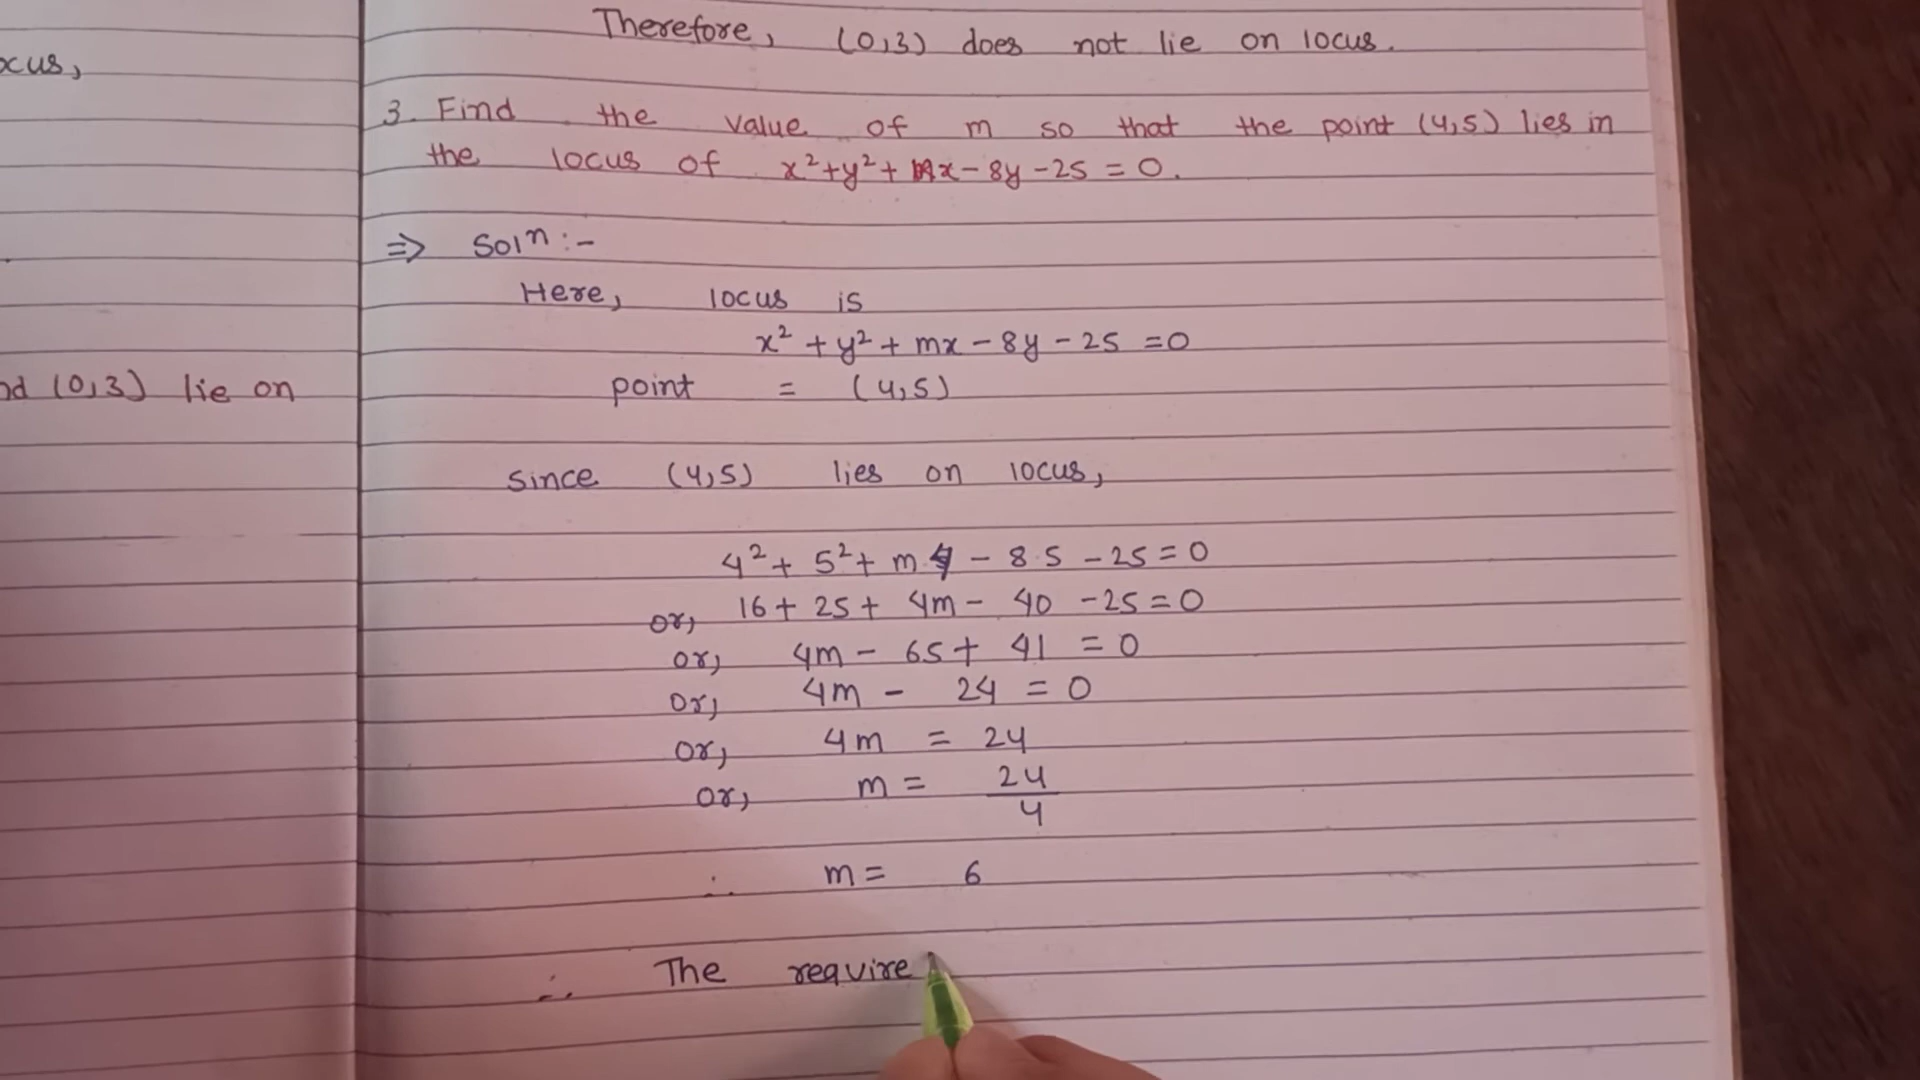 ocus,
nd (0,3) lie on
Therefore, (0,3) does not lie on locus.
3. Find the value of m so that the point (4,5) lies in
the locus of x²+y²+mx-8y-25=0.
=> Solⁿ:-
Here, locus is
x²+y²+mx-8y-25=0
point = (4,5)
since (4,5) lies on locus,
4²+5²+m.4-8.5-25=0
or, 16+25+4m-40-25=0
or, 4m-65+41=0
or, 4m-24=0
or, 4m=24
or, m=24/4
∴ m=6
∴ The require